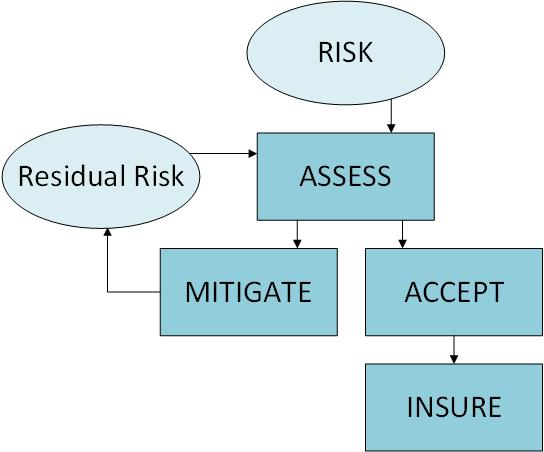 RISK
Residual Risk
ASSESS
MITIGATE
ACCEPT
INSURE